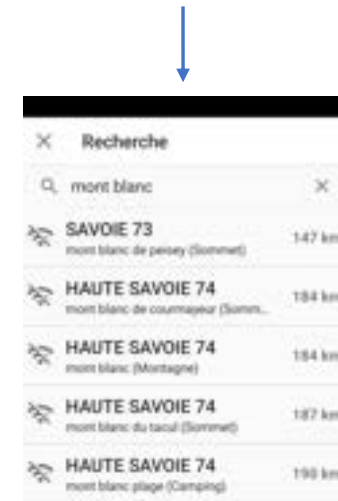 Recherche
mont blanc
SAVOIE 73
mont blanc de peisey (Sommet)
147 km
HAUTE SAVOIE 74
mont blanc de courmayeur (Somm...
184 km
HAUTE SAVOIE 74
mont blanc (Montagne)
184 km
HAUTE SAVOIE 74
mont blanc du tacul (Sommet)
187 km
HAUTE SAVOIE 74
mont blanc plage (Camping)
190 km